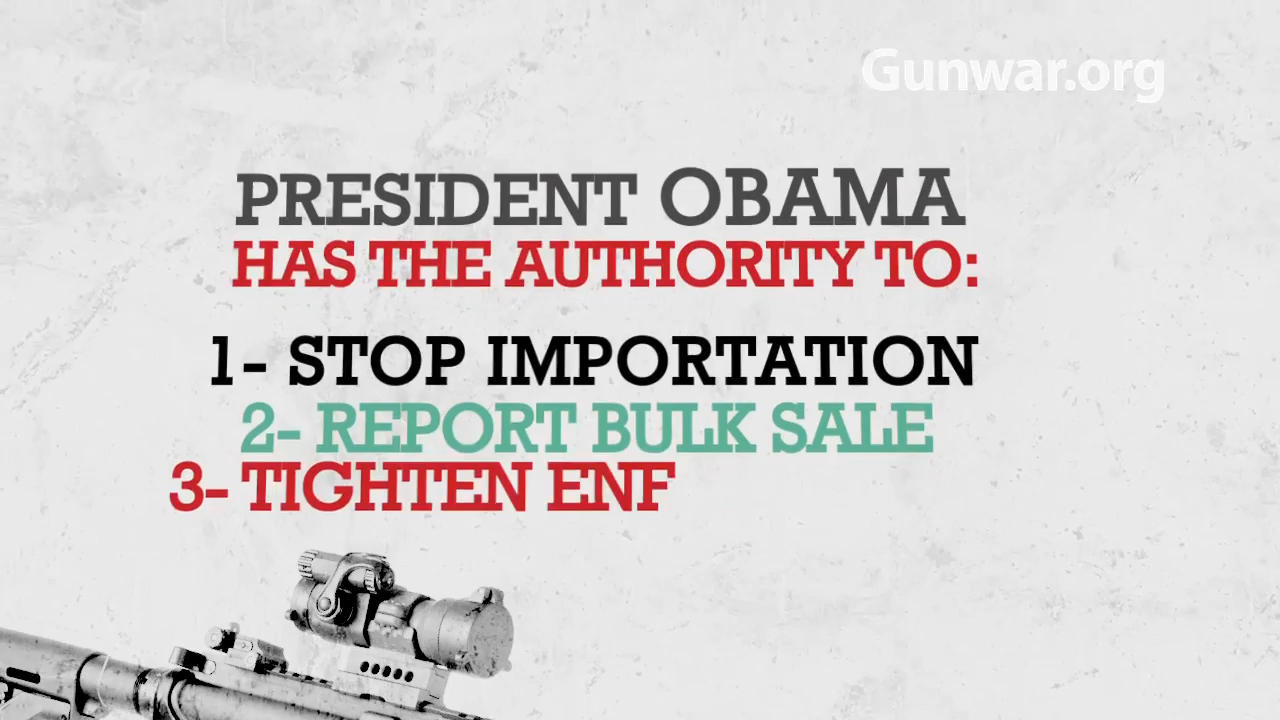 Gunwar.org
PRESIDENT OBAMA
HAS THE AUTHORITY TO:
1- STOP IMPORTATION
2- REPORT BULK SALE
3- TIGHTEN ENF